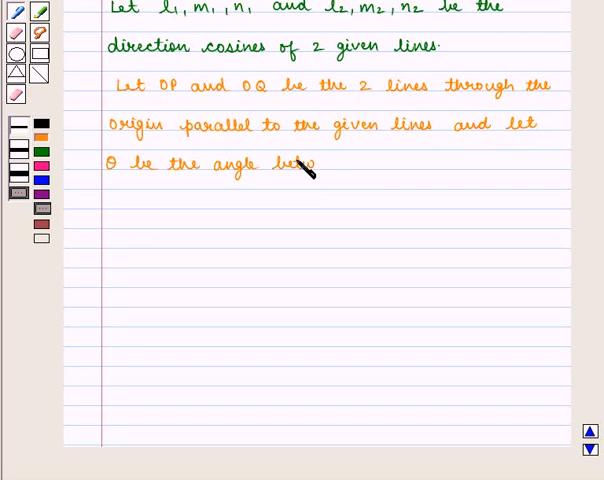 Let l₁, m₁, n₁ and l₂, m₂, n₂ be the
direction cosines of 2 given lines.
Let OP and OQ be the 2 lines through the
origin parallel to the given lines and let
θ be the angle